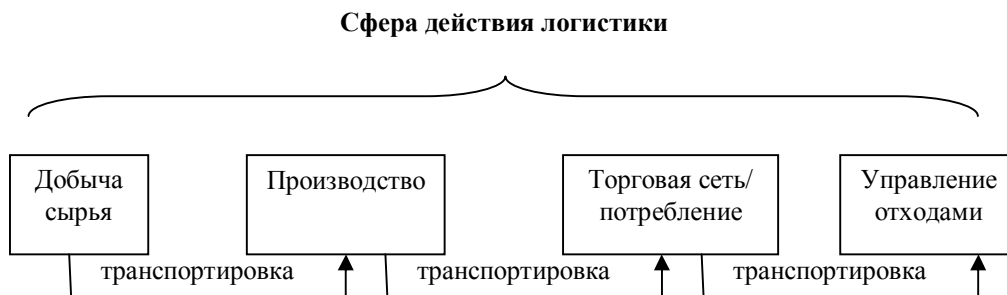 Сфера действия логистики
Добыча
сырья
Производство
Торговая сеть/
потребление
Управление
отходами
транспортировка
транспортировка
транспортировка